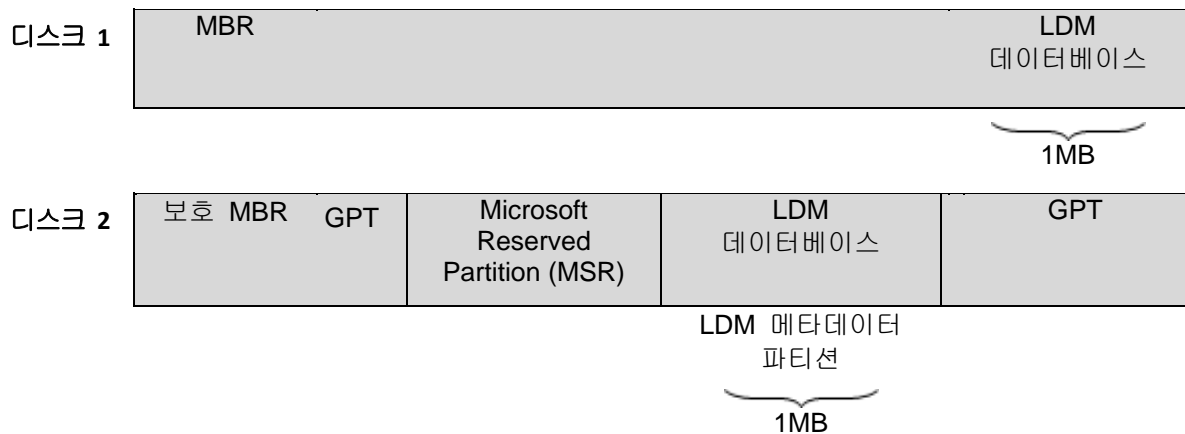 디스크 1
MBR
LDM
데이터베이스
1MB
디스크 2
보호 MBR
GPT
Microsoft
Reserved
Partition (MSR)
LDM
데이터베이스
GPT
LDM 메타데이터
파티션
1MB